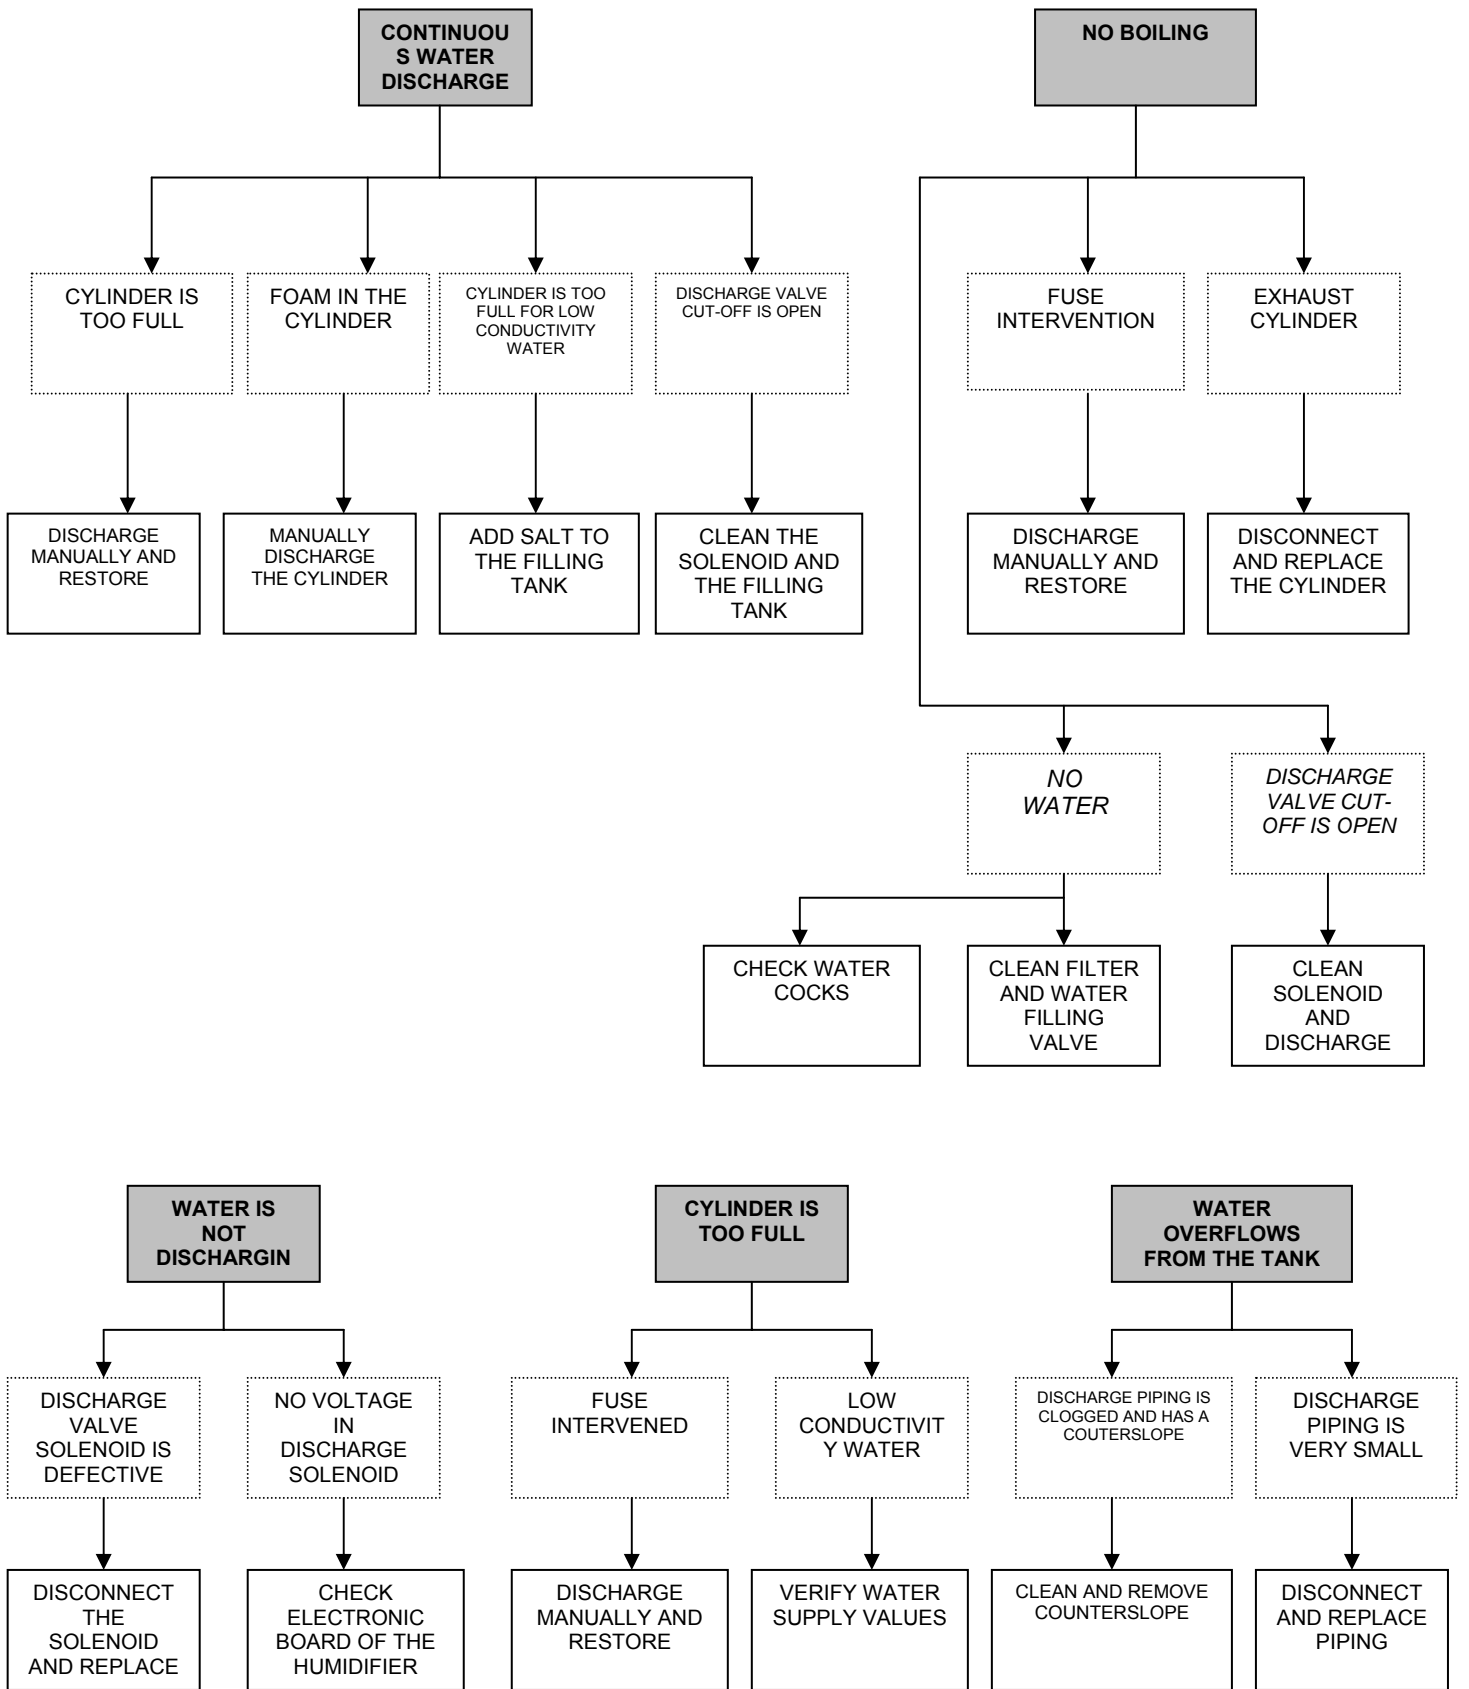 CONTINUOU
S WATER
DISCHARGE
NO BOILING
CYLINDER IS
TOO FULL
FOAM IN THE
CYLINDER
CYLINDER IS TOO
FULL FOR LOW
CONDUCTIVITY
WATER
DISCHARGE VALVE
CUT-OFF IS OPEN
FUSE
INTERVENTION
EXHAUST
CYLINDER
DISCHARGE
MANUALLY AND
RESTORE
MANUALLY
DISCHARGE
THE CYLINDER
ADD SALT TO
THE FILLING
TANK
CLEAN THE
SOLENOID AND
THE FILLING
TANK
DISCHARGE
MANUALLY AND
RESTORE
DISCONNECT
AND REPLACE
THE CYLINDER
NO
WATER
DISCHARGE
VALVE CUT-
OFF IS OPEN
CHECK WATER
COCKS
CLEAN FILTER
AND WATER
FILLING
VALVE
CLEAN
SOLENOID
AND
DISCHARGE
WATER IS
NOT
DISCHARGIN
CYLINDER IS
TOO FULL
WATER
OVERFLOWS
FROM THE TANK
DISCHARGE
VALVE
SOLENOID IS
DEFECTIVE
NO VOLTAGE
IN
DISCHARGE
SOLENOID
FUSE
INTERVENED
LOW
CONDUCTIVIT
Y WATER
DISCHARGE PIPING IS
CLOGGED AND HAS A
COUTERSLOPE
DISCHARGE
PIPING IS
VERY SMALL
DISCONNECT
THE
SOLENOID
AND REPLACE
CHECK
ELECTRONIC
BOARD OF THE
HUMIDIFIER
DISCHARGE
MANUALLY AND
RESTORE
VERIFY WATER
SUPPLY VALUES
CLEAN AND REMOVE
COUNTERSLOPE
DISCONNECT
AND REPLACE
PIPING